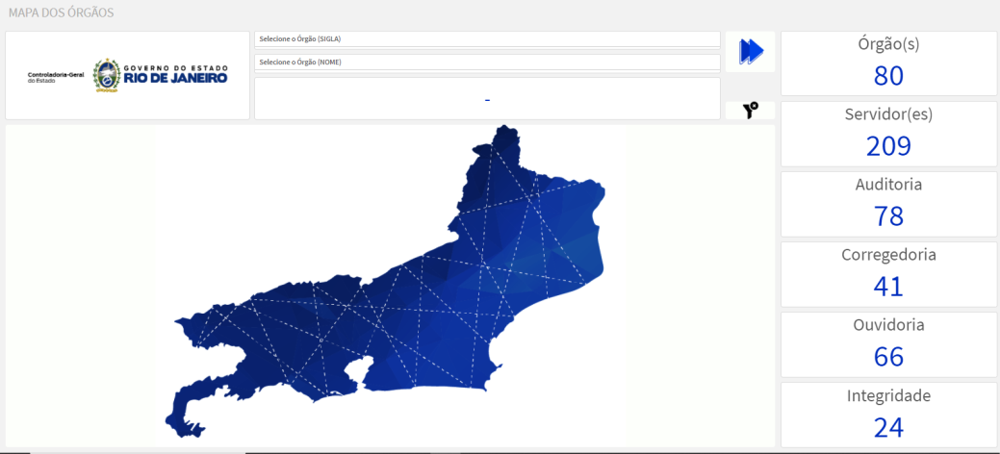 MAPA DOS ÓRGÃOS
Controladoria-Geral
do Estado
GOVERNO DO ESTADO
RIO DE JANEIRO
Selecione o Órgão (SIGLA)
Selecione o Órgão (NOME)
-
Órgão(s)
80
Servidor(es)
209
Auditoria
78
Corregedoria
41
Ouvidoria
66
Integridade
24